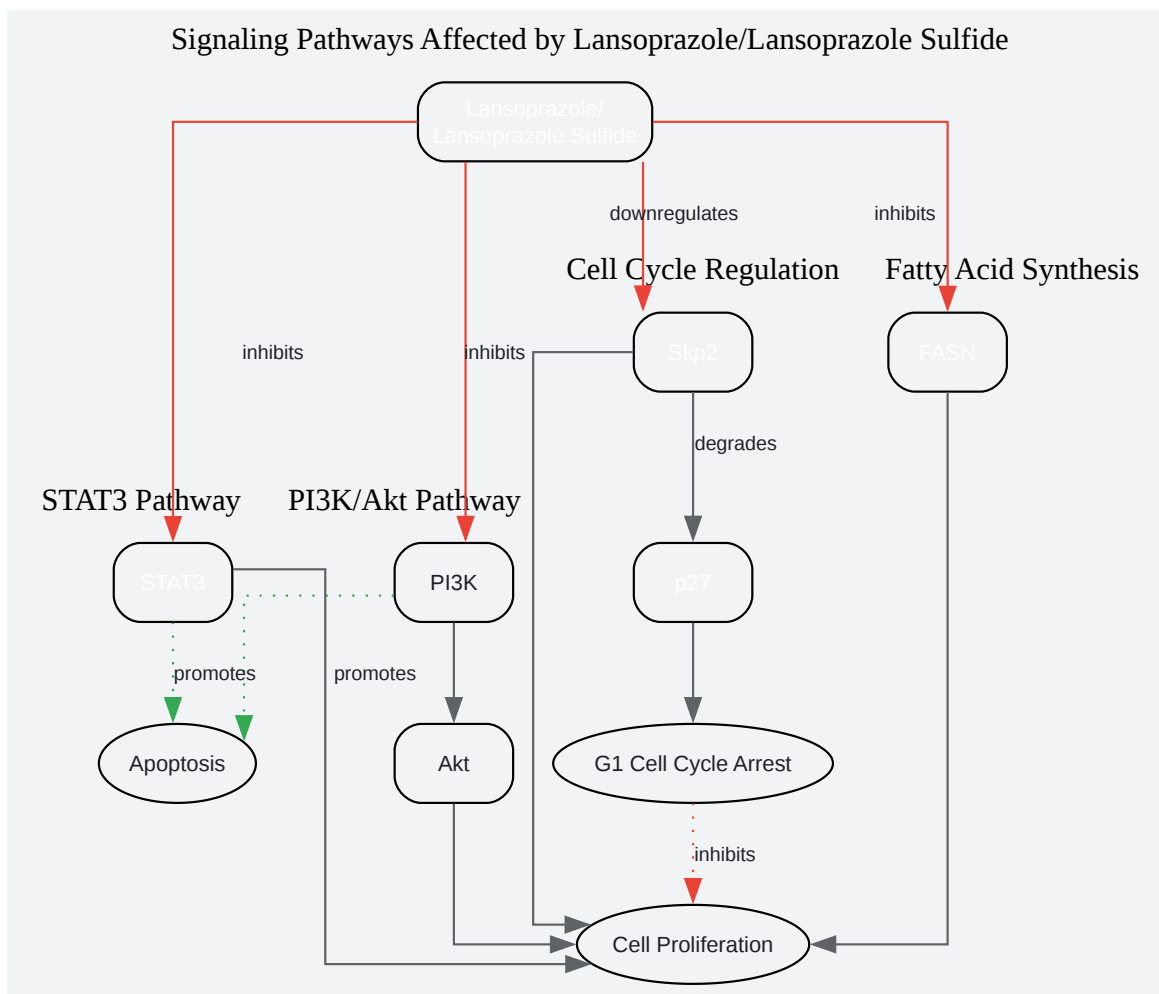 Signaling Pathways Affected by Lansoprazole/Lansoprazole Sulfide
Lansoprazole/
Lansoprazole Sulfide
downregulates
inhibits
Cell Cycle Regulation
Fatty Acid Synthesis
inhibits
inhibits
Skp2
FASN
degrades
STAT3 Pathway
PI3K/Akt Pathway
STAT3
PI3K
p27
promotes
promotes
Apoptosis
Akt
G1 Cell Cycle Arrest
inhibits
Cell Proliferation